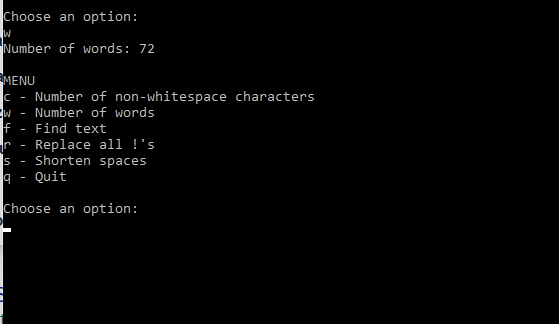 Choose an option:
w
Number of words: 72
MENU
c - Number of non-whitespace characters
w - Number of words
f - Find text
r - Replace all !'s
s - Shorten spaces
q - Quit
Choose an option: